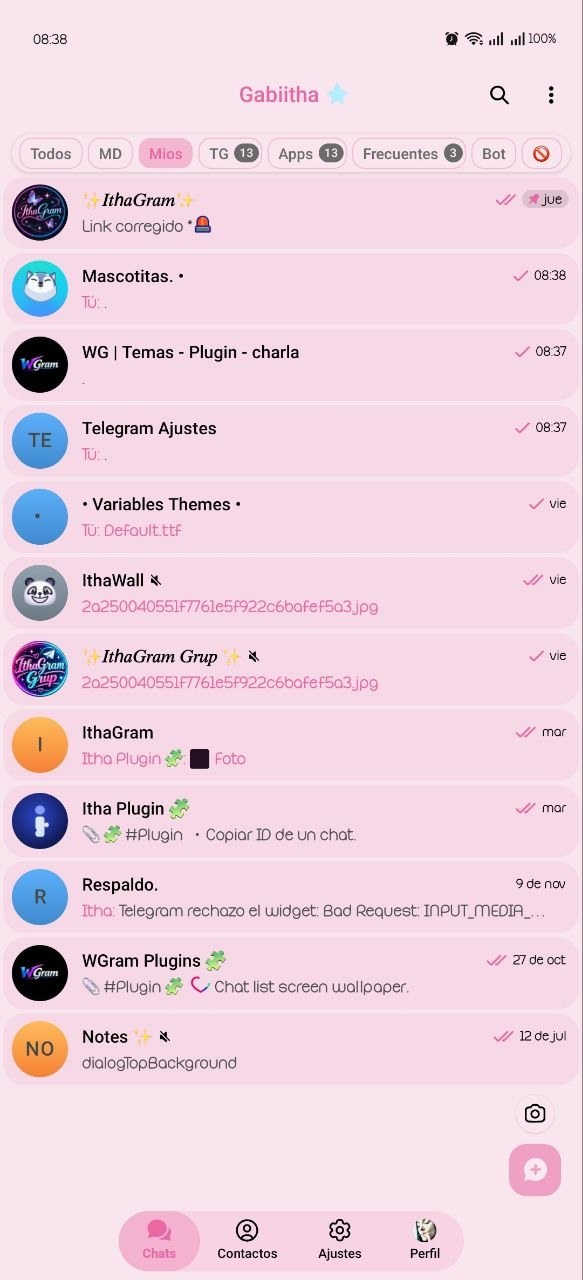 08:38
100%
Gabiitha
Todos MD Mios TG 13 Apps 13 Frecuentes 3 Bot
IthaGram
✨IthaGram✨
jue
Link corregido *🚨
Mascotitas. •
08:38
Tú: .
WGram
WG | Temas - Plugin - charla
08:37
.
TE
Telegram Ajustes
08:37
Tú: .
•
• Variables Themes •
vie
Tú: Default.ttf
IthaWall
vie
2a250040551f7761e5f922c6bafef5a3.jpg
IthaGram Grup
✨IthaGram Grup ✨
vie
2a250040551f7761e5f922c6bafef5a3.jpg
I
IthaGram
mar
Itha Plugin 🧩: Foto
Itha Plugin 🧩
mar
📎 🧩 #Plugin • Copiar ID de un chat.
R
Respaldo.
9 de nov
Itha: Telegram rechazo el widget: Bad Request: INPUT_MEDIA_...
WGram
WGram Plugins 🧩
27 de oct
📎 #Plugin 🧩 Chat list screen wallpaper.
NO
Notes ✨
12 de jul
dialogTopBackground
Chats Contactos Ajustes Perfil